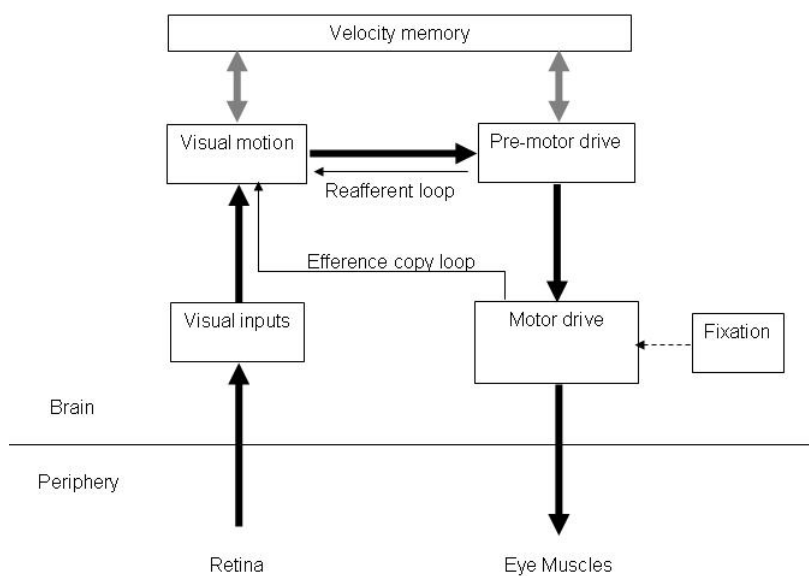 Velocity memory
Visual motion
Pre-motor drive
Reafferent loop
Efference copy loop
Visual inputs
Motor drive
Fixation
Brain
Periphery
Retina
Eye Muscles